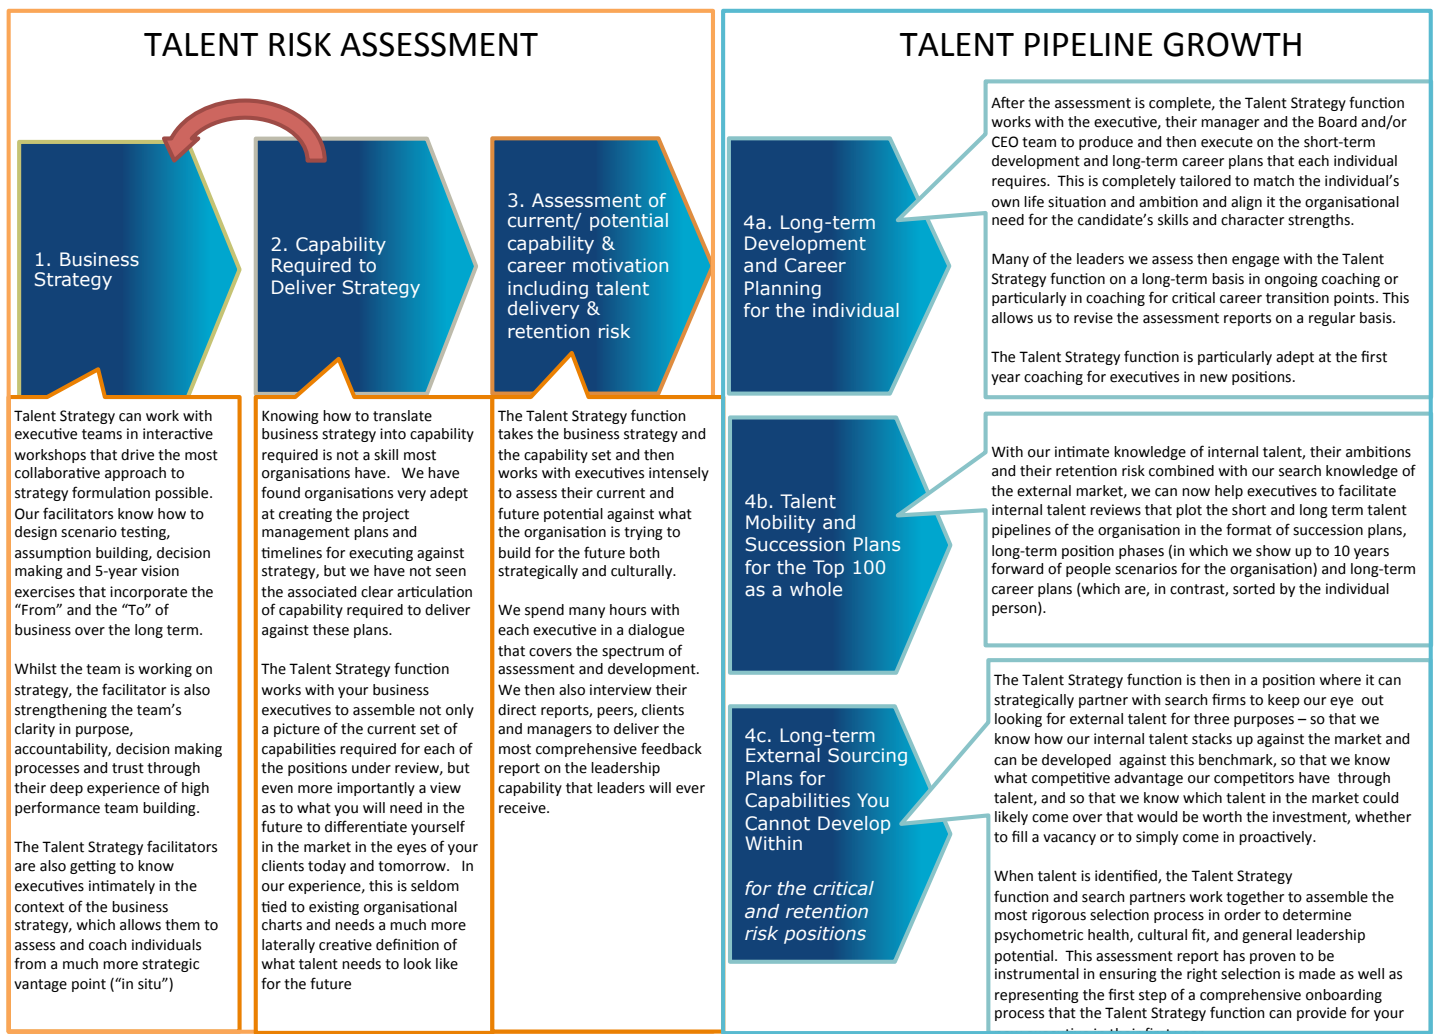 TALENT RISK ASSESSMENT
1. Business
Strategy
2. Capability
Required to
Deliver Strategy
3. Assessment of
current/ potential
capability &
career motivation
including talent
delivery &
retention risk
Talent Strategy can work with
executive teams in interactive
workshops that drive the most
collaborative approach to
strategy formulation possible.
Our facilitators know how to
design scenario testing,
assumption building, decision
making and 5-year vision
exercises that incorporate the
“From” and the “To” of
business over the long term.
Whilst the team is working on
strategy, the facilitator is also
strengthening the team’s
clarity in purpose,
accountability, decision making
processes and trust through
their deep experience of high
performance team building.
The Talent Strategy facilitators
are also getting to know
executives intimately in the
context of the business
strategy, which allows them to
assess and coach individuals
from a much more strategic
vantage point (“in situ”)
Knowing how to translate
business strategy into capability
required is not a skill most
organisations have.   We have
found organisations very adept
at creating the project
management plans and
timelines for executing against
strategy, but we have not seen
the associated clear articulation
of capability required to deliver
against these plans.
The Talent Strategy function
works with your business
executives to assemble not only
a picture of the current set of
capabilities required for each of
the positions under review, but
even more importantly a view
as to what you will need in the
future to differentiate yourself
in the market in the eyes of your
clients today and tomorrow.   In
our experience, this is seldom
tied to existing organisational
charts and needs a much more
laterally creative definition of
what talent needs to look like
for the future
The Talent Strategy function
takes the business strategy and
the capability set and then
works with executives intensely
to assess their current and
future potential against what
the organisation is trying to
build for the future both
strategically and culturally.
We spend many hours with
each executive in a dialogue
that covers the spectrum of
assessment and development.
We then also interview their
direct reports, peers, clients
and managers to deliver the
most comprehensive feedback
report on the leadership
capability that leaders will ever
receive.
TALENT PIPELINE GROWTH
4a. Long-term
Development
and Career
Planning
for the individual
After the assessment is complete, the Talent Strategy function
works with the executive, their manager and the Board and/or
CEO team to produce and then execute on the short-term
development and long-term career plans that each individual
requires.  This is completely tailored to match the individual’s
own life situation and ambition and align it the organisational
need for the candidate’s skills and character strengths.
Many of the leaders we assess then engage with the Talent
Strategy function on a long-term basis in ongoing coaching or
particularly in coaching for critical career transition points. This
allows us to revise the assessment reports on a regular basis.
The Talent Strategy function is particularly adept at the first
year coaching for executives in new positions.
4b. Talent
Mobility and
Succession Plans
for the Top 100
as a whole
With our intimate knowledge of internal talent, their ambitions
and their retention risk combined with our search knowledge of
the external market, we can now help executives to facilitate
internal talent reviews that plot the short and long term talent
pipelines of the organisation in the format of succession plans,
long-term position phases (in which we show up to 10 years
forward of people scenarios for the organisation) and long-term
career plans (which are, in contrast, sorted by the individual
person).
4c. Long-term
External Sourcing
Plans for
Capabilities You
Cannot Develop
Within
for the critical
and retention
risk positions
The Talent Strategy function is then in a position where it can
strategically partner with search firms to keep our eye  out
looking for external talent for three purposes – so that we
know how our internal talent stacks up against the market and
can be developed  against this benchmark, so that we know
what competitive advantage our competitors have  through
talent, and so that we know which talent in the market could
likely come over that would be worth the investment, whether
to fill a vacancy or to simply come in proactively.
When talent is identified, the Talent Strategy
function and search partners work together to assemble the
most rigorous selection process in order to determine
psychometric health, cultural fit, and general leadership
potential.  This assessment report has proven to be
instrumental in ensuring the right selection is made as well as
representing the first step of a comprehensive onboarding
process that the Talent Strategy function can provide for your